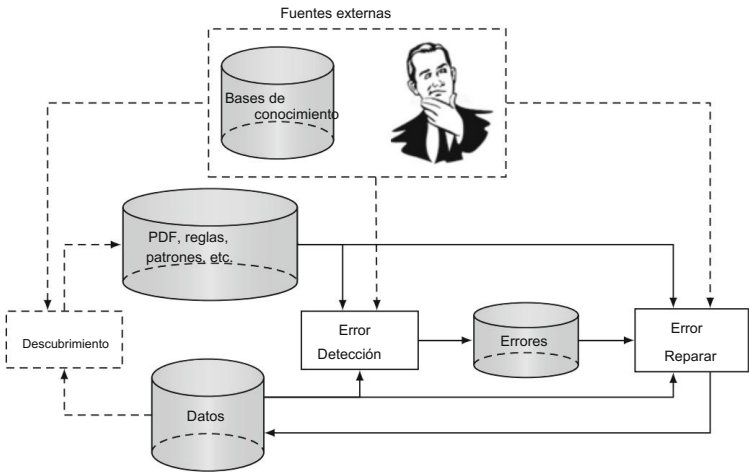 Fuentes externas
Bases de
conocimiento
PDF, reglas,
patrones, etc.
Descubrimiento
Error
Detección
Errores
Error
Reparar
Datos